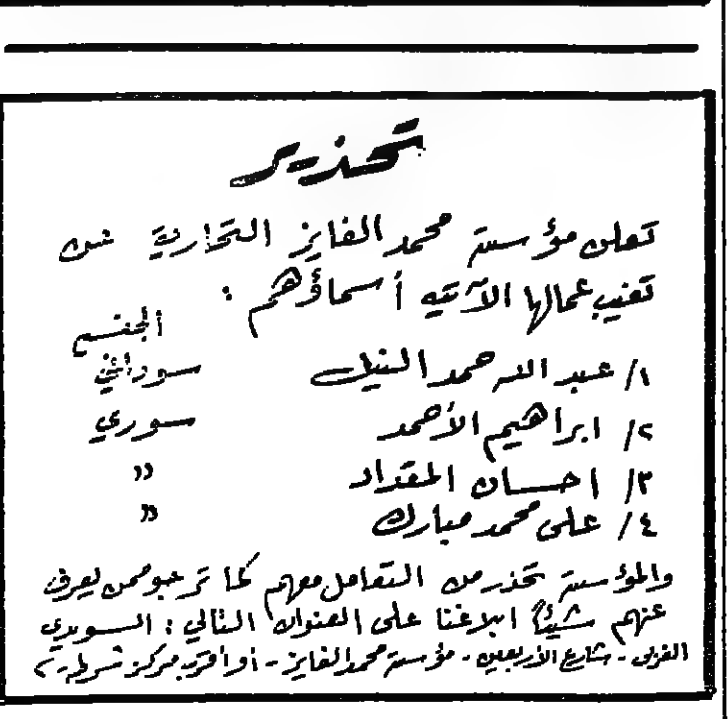 تحذير
تعلن مؤسسة محمد الفايز التجارية عن
تغيب عمالها الآتية أسماؤهم :
الجنسية
١/ عبد الله حمد النيل سوداني
٢/ ابراهيم الأحمد سوري
٣/ احسان المقداد "
٤/ على محمد مبارك "
والمؤسسة تحذر من التعامل معهم كما ترجو ممن يعرف
عنهم شيئاً ابلاغنا على العنوان التالي : السويدي
الغربي - شارع الأربعين - مؤسسة محمد الفايز - أو أقرب مركز شرطة